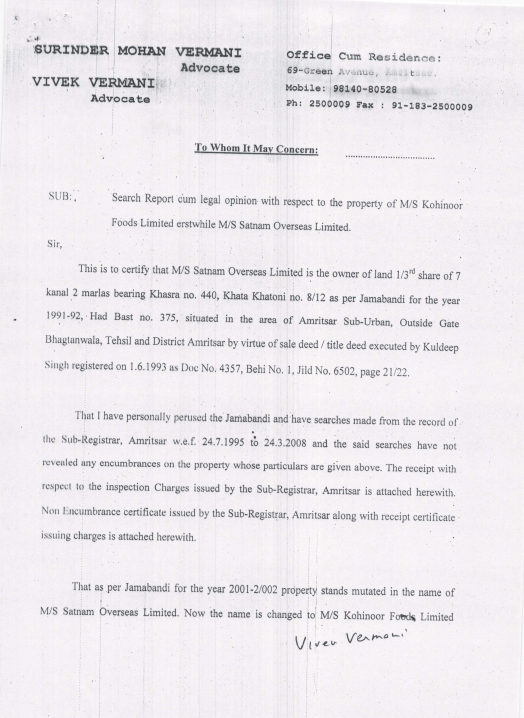 SURINDER MOHAN VERMANI
Advocate
VIVEK VERMANI
Advocate
Office Cum Residence:
69-Green Avenue, Amritsar.
Mobile: 98140-80528
Ph: 2500009 Fax : 91-183-2500009
To Whom It May Concern:
SUB:. Search Report cum legal opinion with respect to the property of M/S Kohinoor
Foods Limited erstwhile M/S Satnam Overseas Limited.
Sir,
This is to certify that M/S Satnam Overseas Limited is the owner of land 1/3rd share of 7
kanal 2 marlas bearing Khasra no. 440, Khata Khatoni no. 8/12 as per Jamabandi for the year
1991-92, Had Bast no. 375, situated in the area of Amritsar Sub-Urban, Outside Gate
Bhagtanwala, Tehsil and District Amritsar by virtue of sale deed / title deed executed by Kuldeep
Singh registered on 1.6.1993 as Doc No. 4357, Behi No. 1, Jild No. 6502, page 21/22.
That I have personally perused the Jamabandi and have searches made from the record of
the Sub-Registrar, Amritsar w.e.f. 24.7.1995 to 24.3.2008 and the said searches have not
revealed any encumbrances on the property whose particulars are given above. The receipt with
respect to the inspection Charges issued by the Sub-Registrar, Amritsar is attached herewith.
Non Encumbrance certificate issued by the Sub-Registrar, Amritsar along with receipt certificate
issuing charges is attached herewith.
That as per Jamabandi for the year 2001-2/002 property stands mutated in the name of
M/S Satnam Overseas Limited. Now the name is changed to M/S Kohinoor Foods Limited
Vivek Vermani